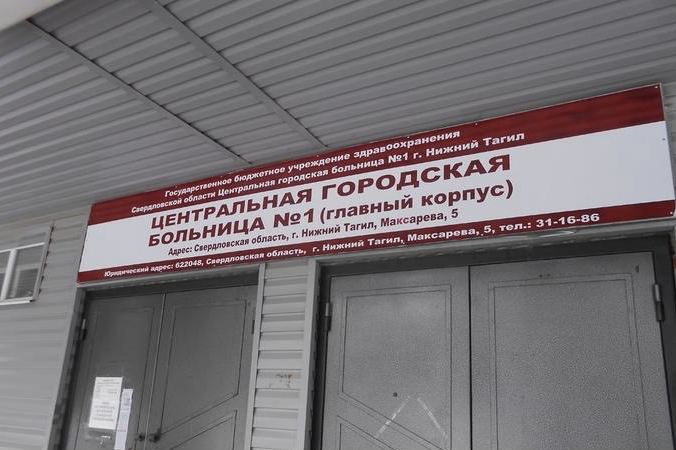 Государственное бюджетное учреждение здравоохранения
Свердловской области Центральная городская больница №1 г. Нижний Тагил
ЦЕНТРАЛЬНАЯ ГОРОДСКАЯ
БОЛЬНИЦА №1 (главный корпус)
Адрес: Свердловская область, г. Нижний Тагил, Максарева, 5
Юридический адрес: 622048, Свердловская область, г. Нижний Тагил, Максарева, 5, тел.: 31-16-86